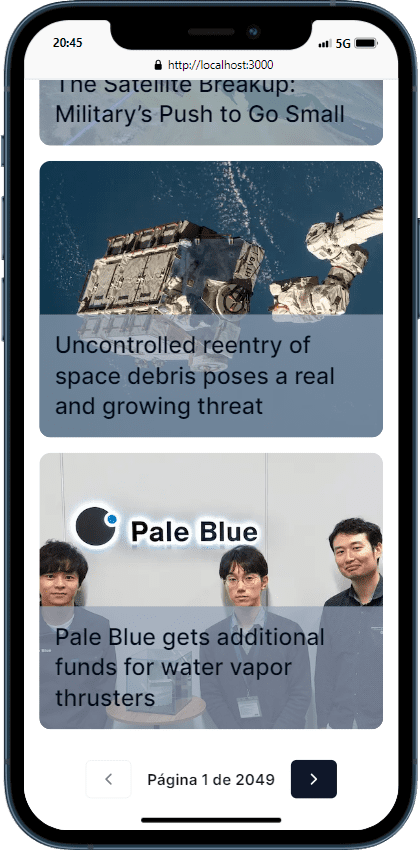 20:45
5G
http://localhost:3000
The Satellite Breakup:
Military’s Push to Go Small
Uncontrolled reentry of
space debris poses a real
and growing threat
Pale Blue
Pale Blue gets additional
funds for water vapor
thrusters
Página 1 de 2049